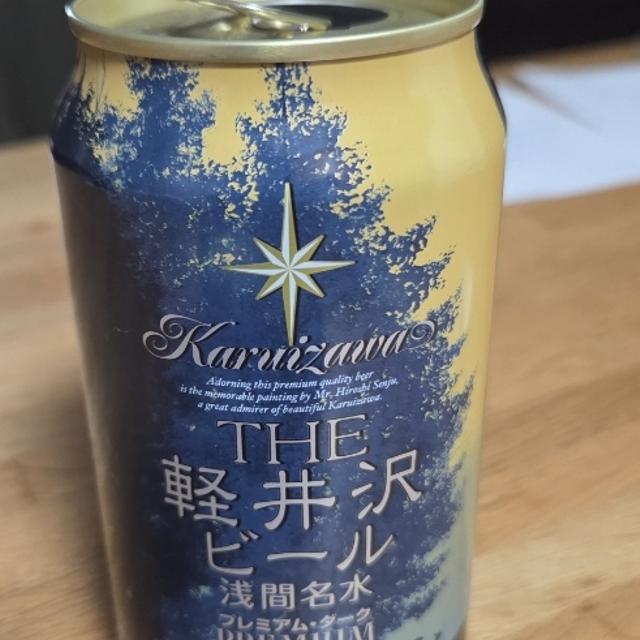 Karuizawa
Adorning this premium quality beer
is the memorable painting by Mr. Hiroshi Senju,
a great admirer of beautiful Karuizawa.
THE
軽井沢
ビール
浅間名水
プレミアム・ダーク
PREMIUM